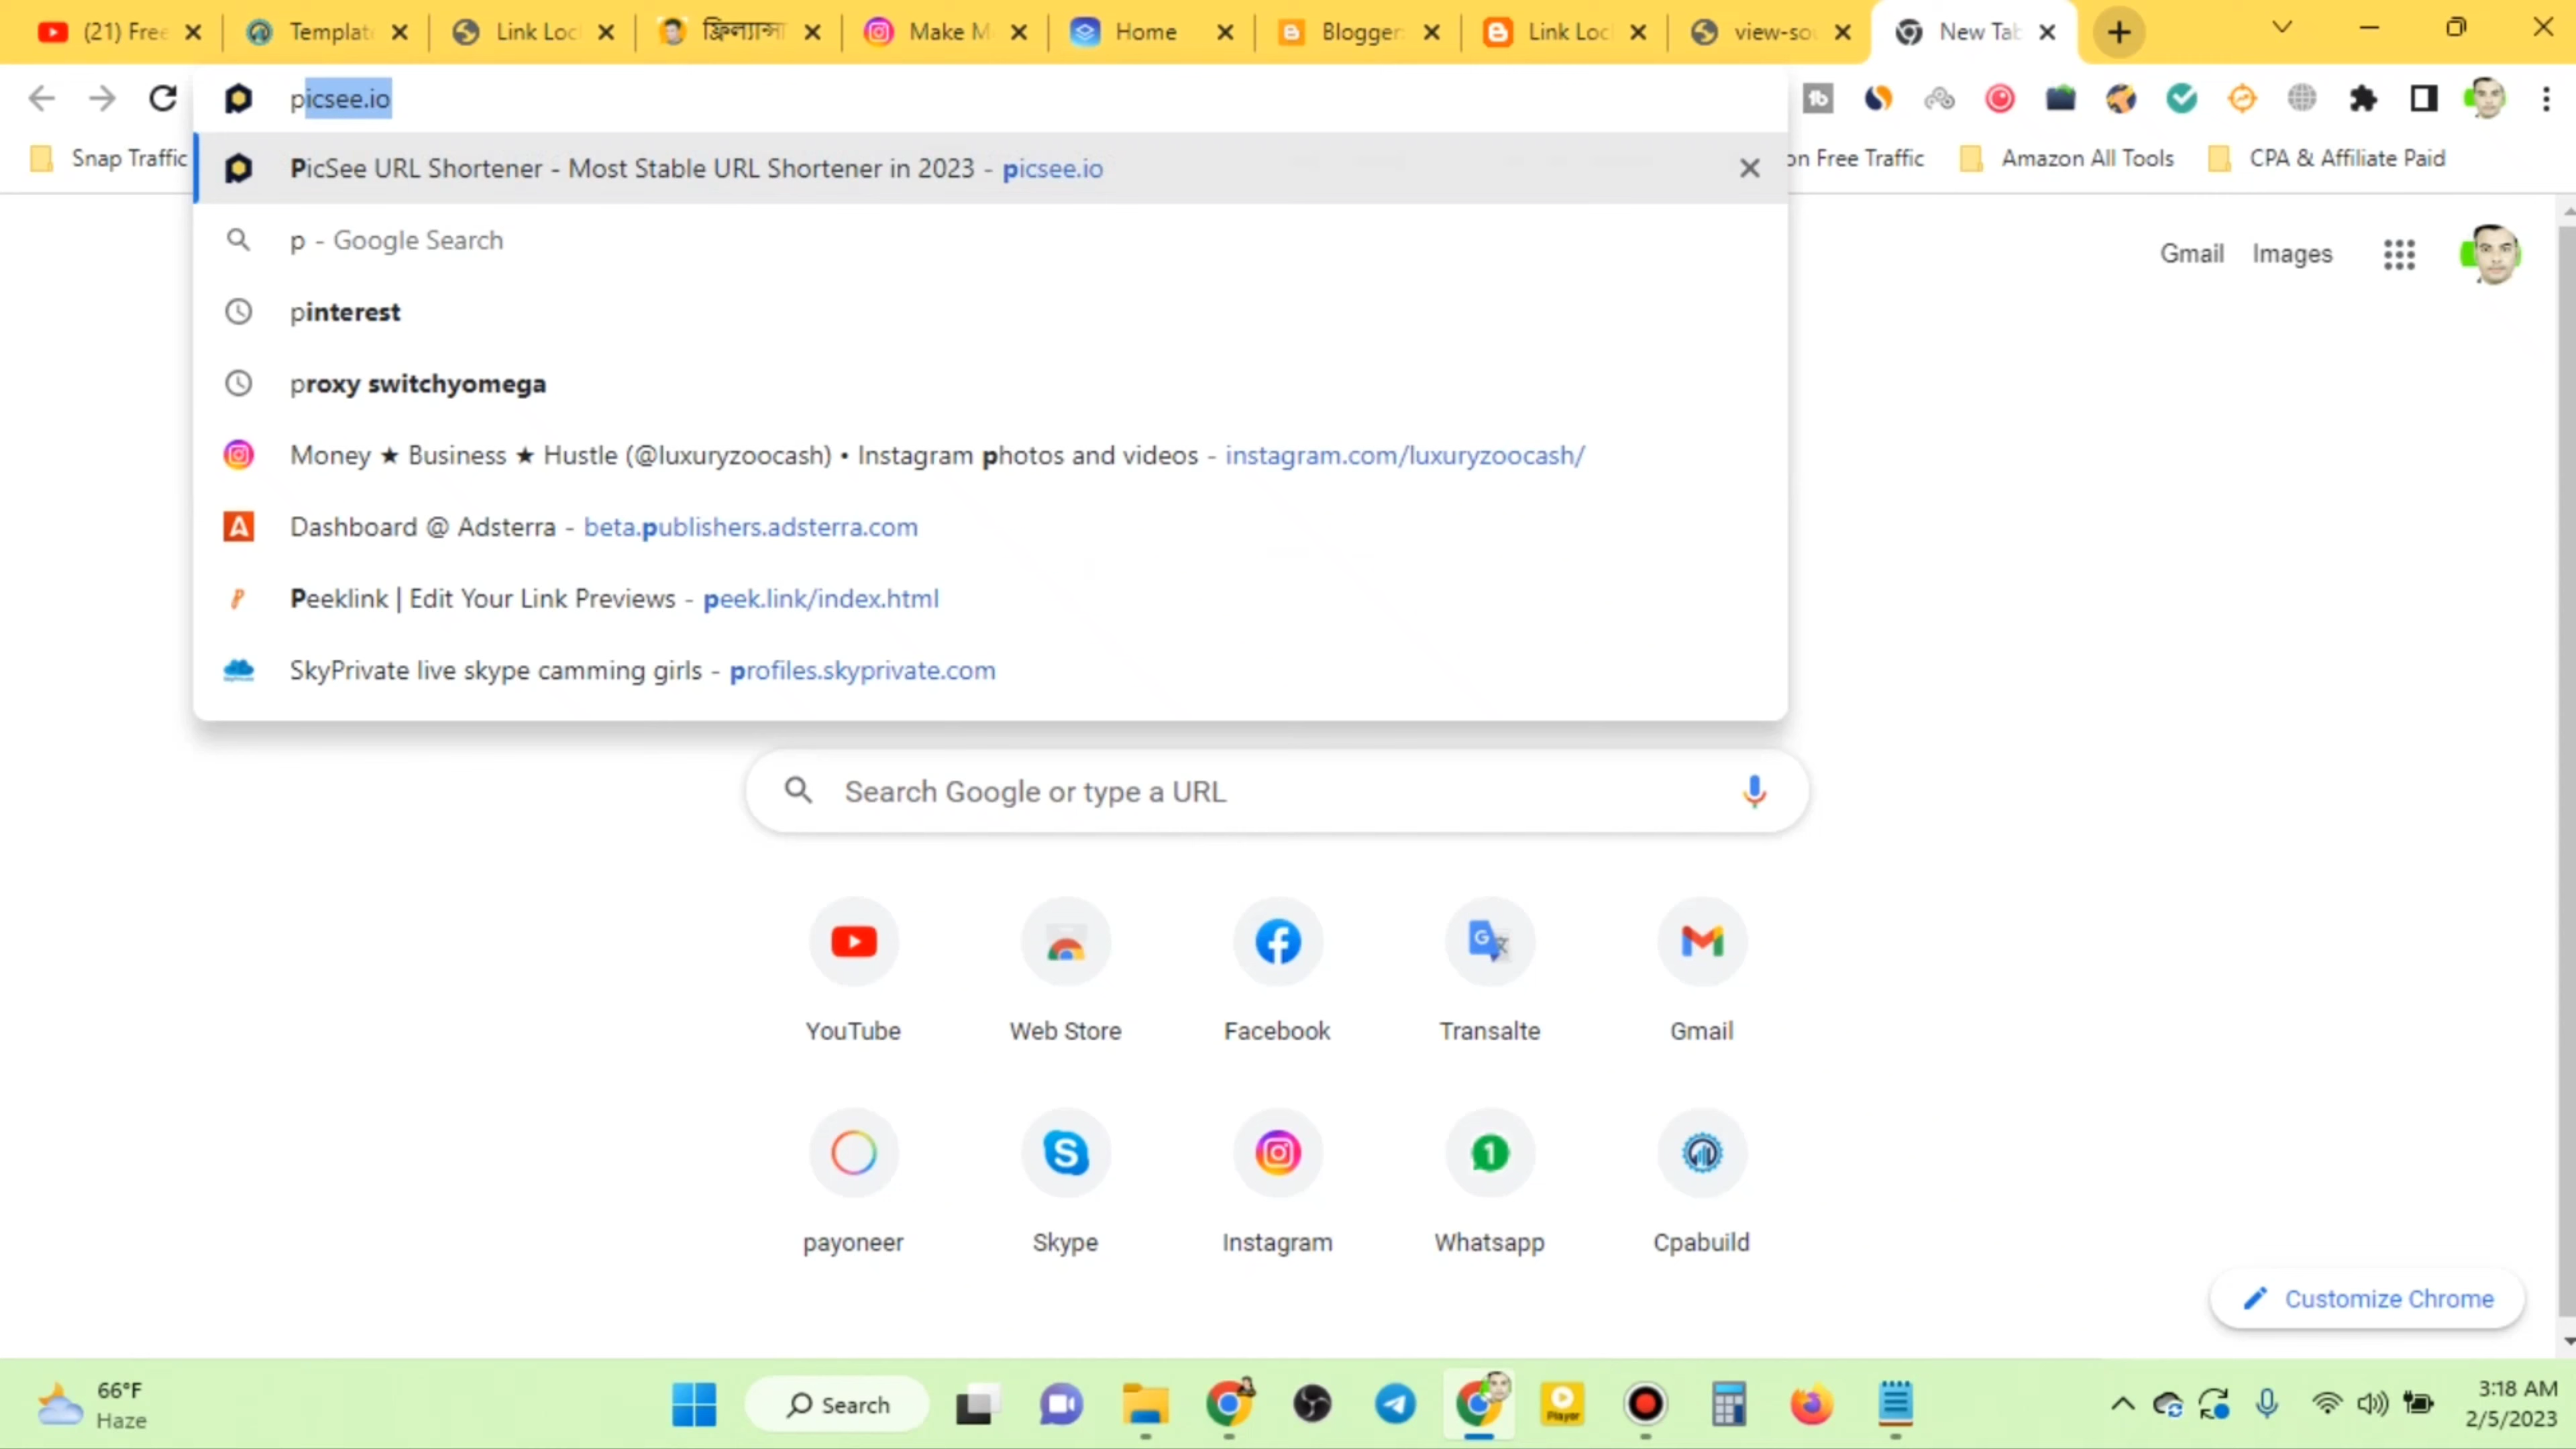 (21) Free
Templat
Link Loc
ফ্রিল্যান্সা
Make M
Home
Blogger
Link Loc
view-sou
New Tab
picsee.io
Snap Traffic
on Free Traffic
Amazon All Tools
CPA & Affiliate Paid
PicSee URL Shortener - Most Stable URL Shortener in 2023 - picsee.io
p - Google Search
pinterest
proxy switchyomega
Money ★ Business ★ Hustle (@luxuryzoocash) • Instagram photos and videos - instagram.com/luxuryzoocash/
Dashboard @ Adsterra - beta.publishers.adsterra.com
Peeklink | Edit Your Link Previews - peek.link/index.html
SkyPrivate live skype camming girls - profiles.skyprivate.com
Gmail Images
Search Google or type a URL
YouTube
Web Store
Facebook
Transalte
Gmail
payoneer
Skype
Instagram
Whatsapp
Cpabuild
Customize Chrome
66°F
Haze
Search
Player
3:18 AM
2/5/2023